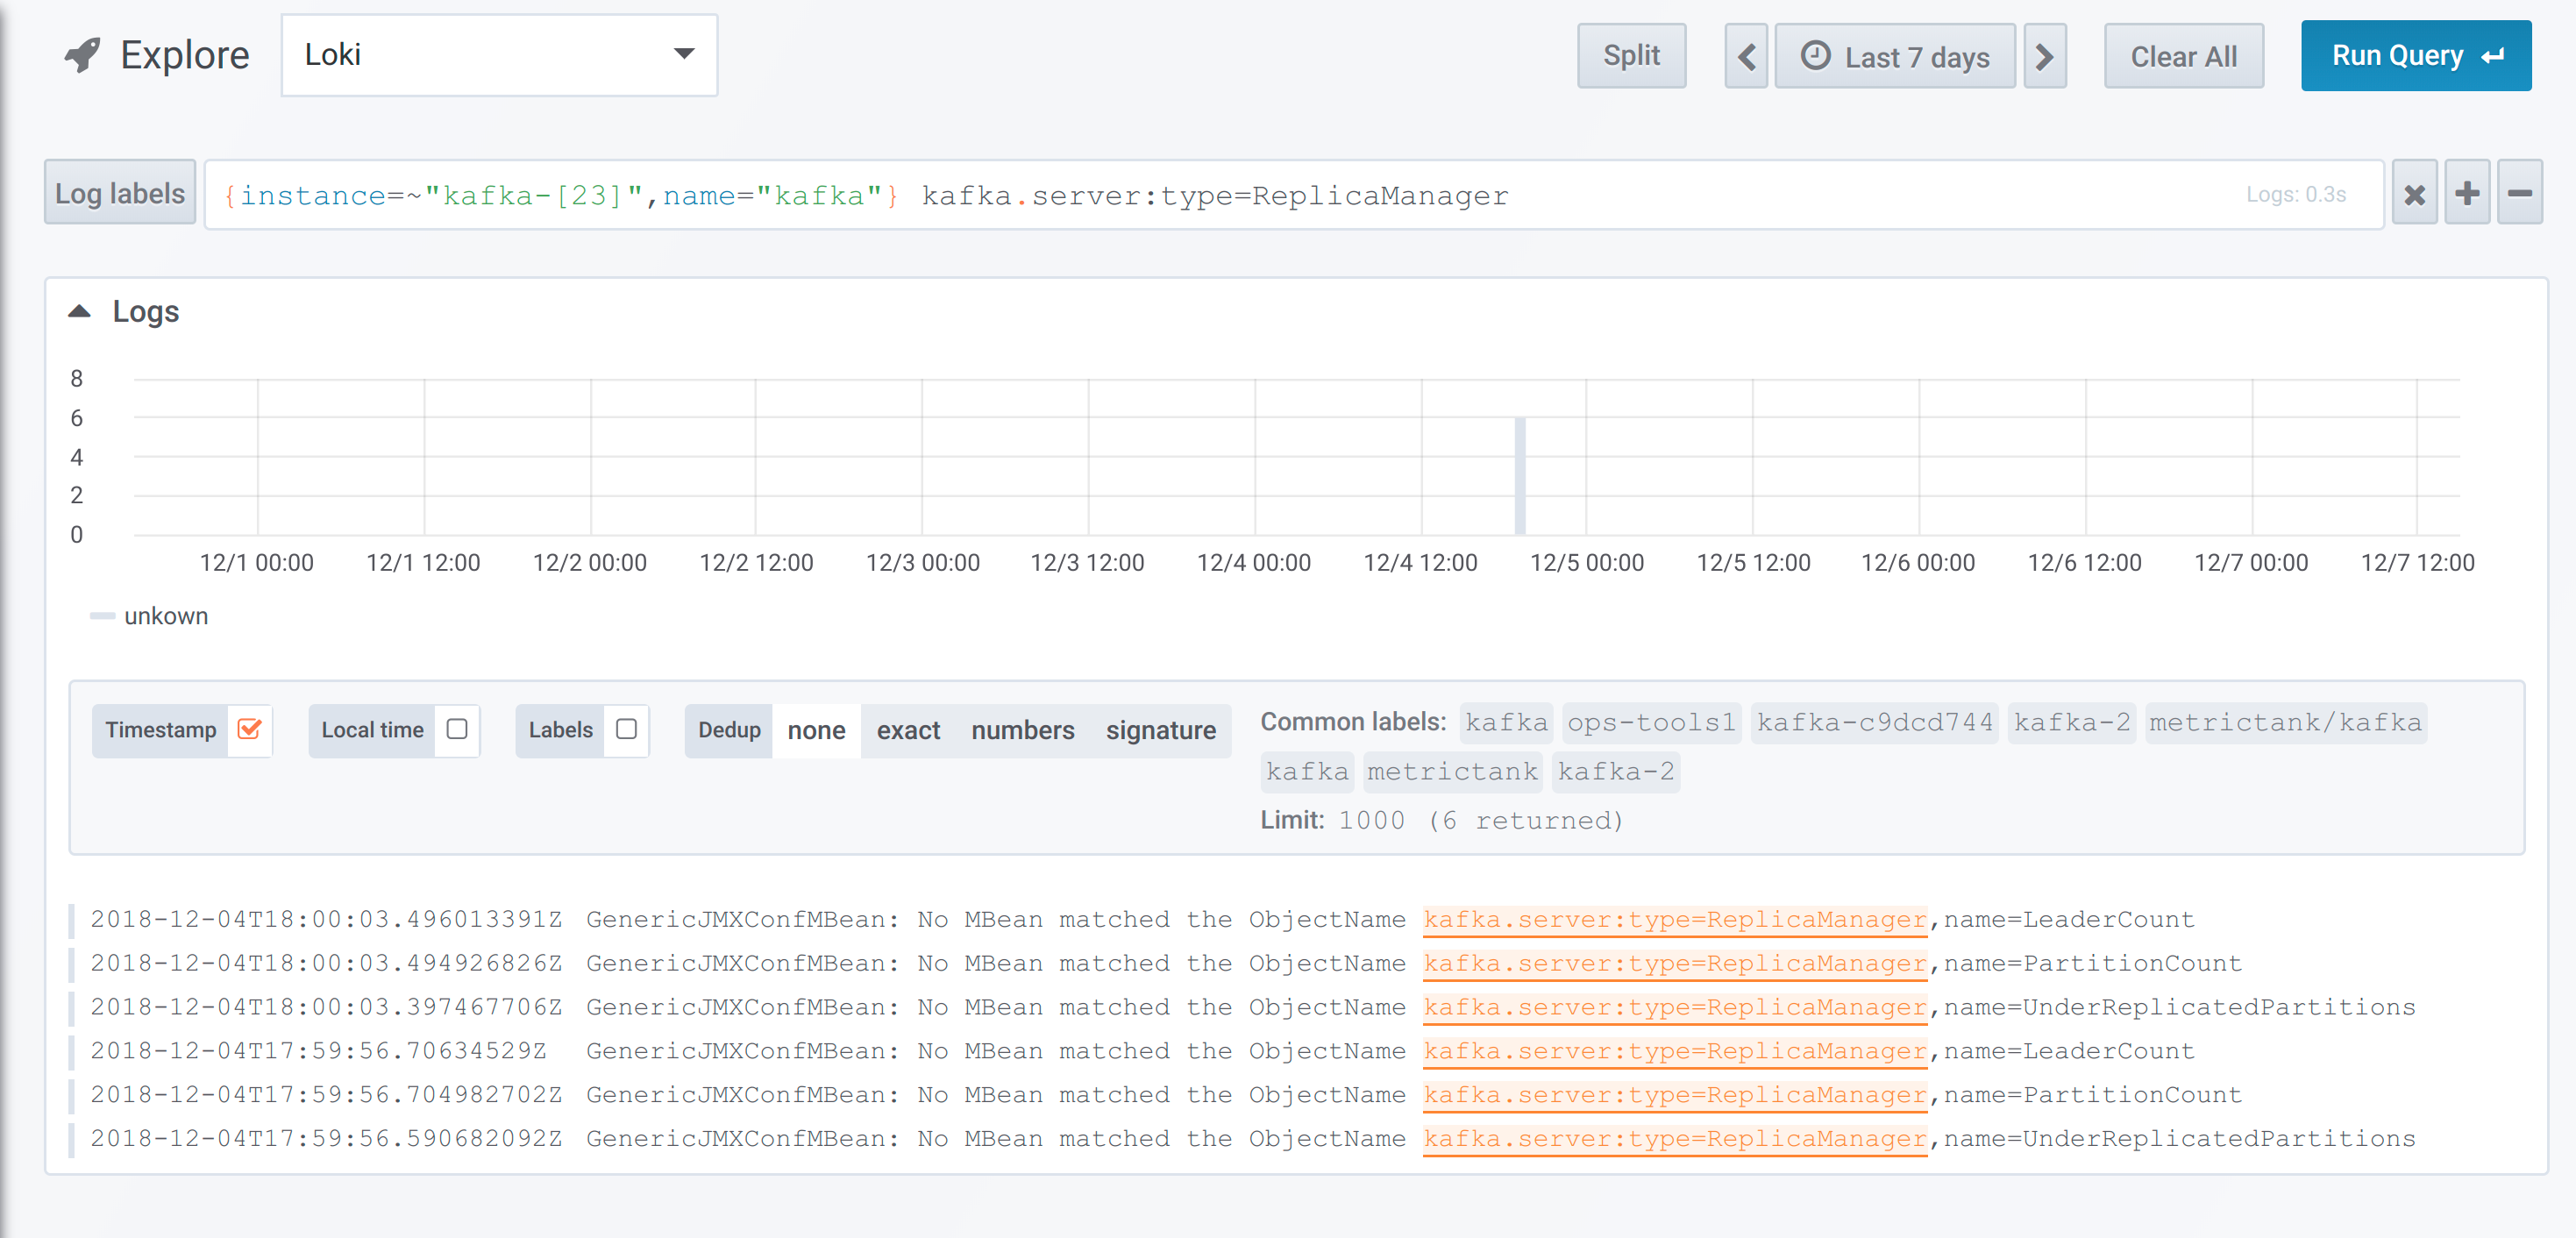 Explore Loki Split Last 7 days Clear All Run Query
Log labels {instance=~"kafka-[23]",name="kafka"} kafka.server:type=ReplicaManager Logs: 0.3s
Logs
8
6
4
2
0
12/1 00:00 12/1 12:00 12/2 00:00 12/2 12:00 12/3 00:00 12/3 12:00 12/4 00:00 12/4 12:00 12/5 00:00 12/5 12:00 12/6 00:00 12/6 12:00 12/7 00:00 12/7 12:00
unkown
Timestamp Local time Labels Dedup none exact numbers signature Common labels: kafka ops-tools1 kafka-c9dcd744 kafka-2 metrictank/kafka
kafka metrictank kafka-2
Limit: 1000 (6 returned)
2018-12-04T18:00:03.496013391Z GenericJMXConfMBean: No MBean matched the ObjectName kafka.server:type=ReplicaManager,name=LeaderCount
2018-12-04T18:00:03.494926826Z GenericJMXConfMBean: No MBean matched the ObjectName kafka.server:type=ReplicaManager,name=PartitionCount
2018-12-04T18:00:03.397467706Z GenericJMXConfMBean: No MBean matched the ObjectName kafka.server:type=ReplicaManager,name=UnderReplicatedPartitions
2018-12-04T17:59:56.70634529Z GenericJMXConfMBean: No MBean matched the ObjectName kafka.server:type=ReplicaManager,name=LeaderCount
2018-12-04T17:59:56.704982702Z GenericJMXConfMBean: No MBean matched the ObjectName kafka.server:type=ReplicaManager,name=PartitionCount
2018-12-04T17:59:56.590682092Z GenericJMXConfMBean: No MBean matched the ObjectName kafka.server:type=ReplicaManager,name=UnderReplicatedPartitions